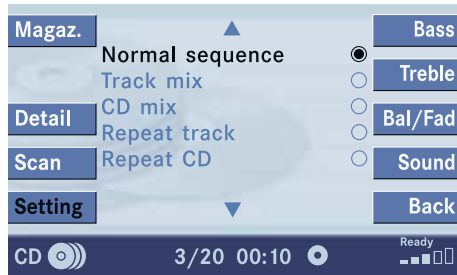 Magaz.
Bass
Normal sequence
Track mix
Treble
CD mix
Detail
Bal/Fad
Repeat track
Scan
Repeat CD
Sound
Setting
Back
CD
3/20 00:10
Ready